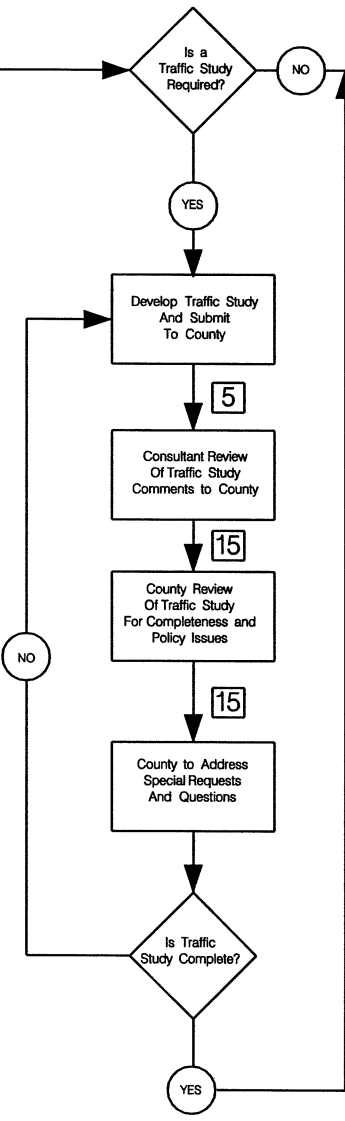 Is a
Traffic Study
Required?
NO
YES
Develop Traffic Study
And Submit
To County
5
Consultant Review
Of Traffic Study
Comments to County
15
County Review
Of Traffic Study
For Completeness and
Policy Issues
NO
15
County to Address
Special Requests
And Questions
Is Traffic
Study Complete?
YES